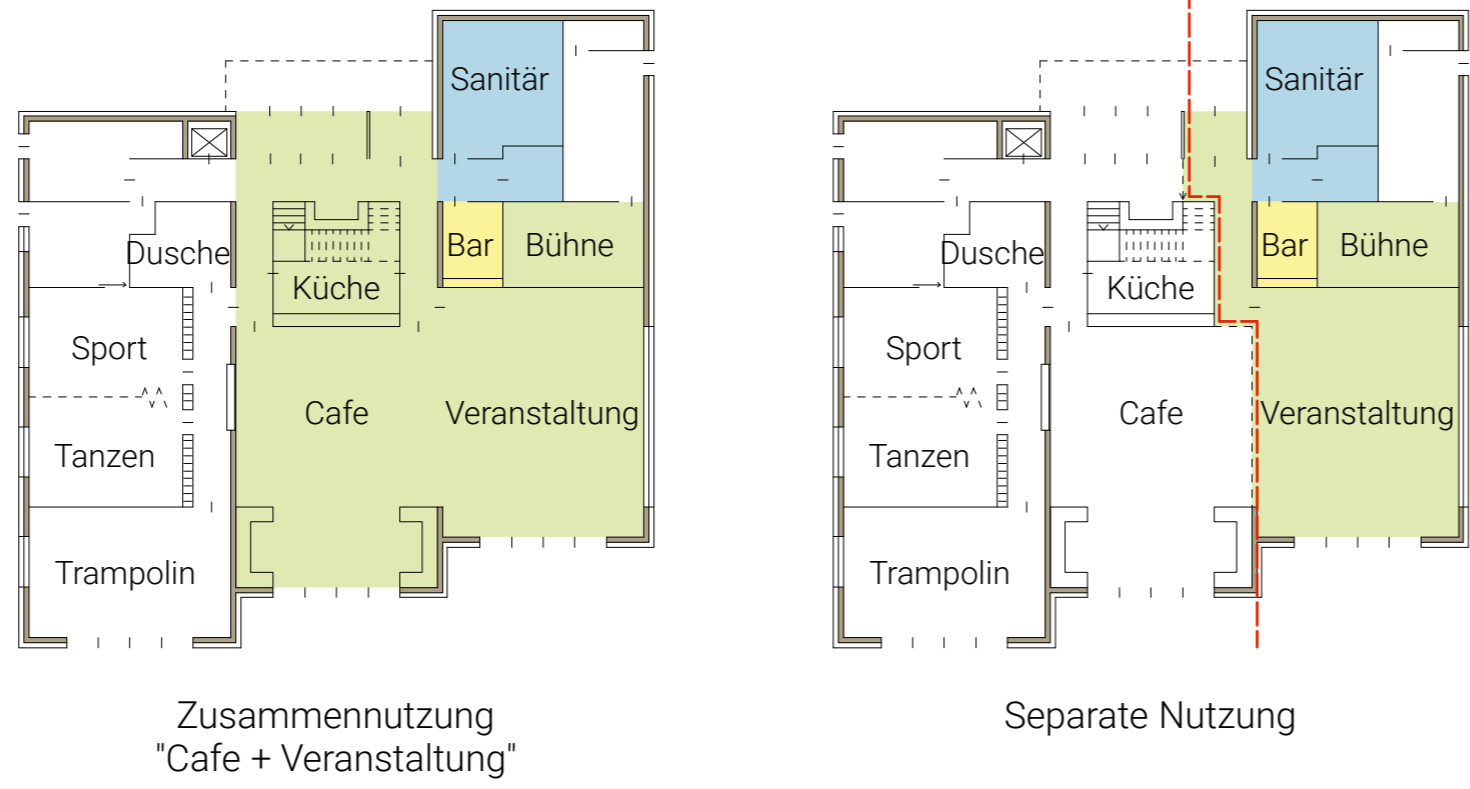 Sanitär
Dusche
Bar
Bühne
Küche
Sport
Cafe
Veranstaltung
Tanzen
Trampolin
Zusammennutzung
"Cafe + Veranstaltung"
Sanitär
Dusche
Bar
Bühne
Küche
Sport
Cafe
Veranstaltung
Tanzen
Trampolin
Separate Nutzung